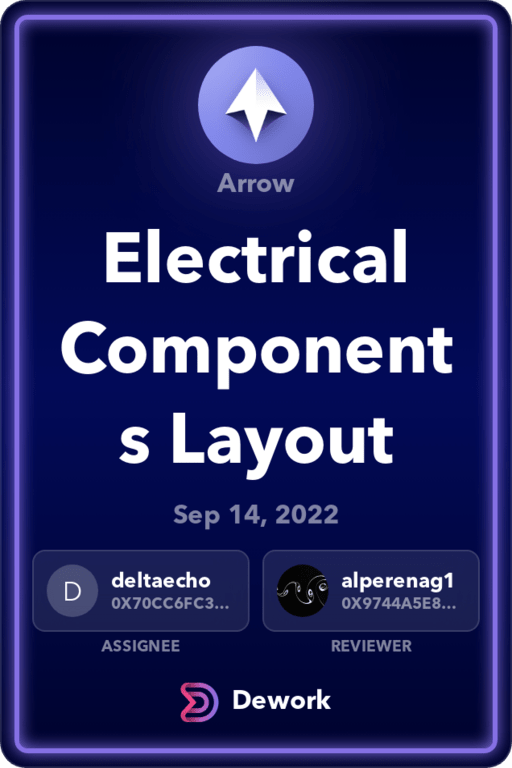 Arrow
Electrical
Component
s Layout
Sep 14, 2022
D
deltaecho
0X70CC6FC3...
alperenag1
0X9744A5E8...
ASSIGNEE
REVIEWER
Dework